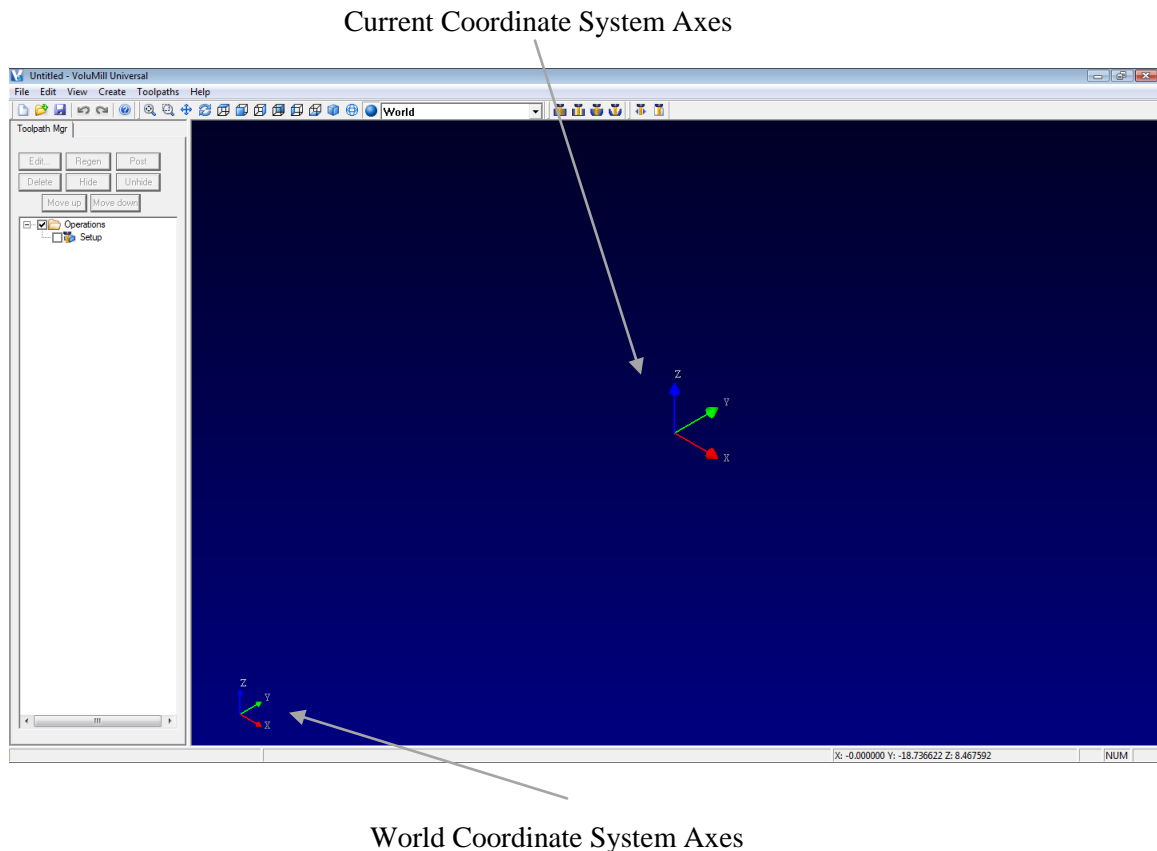 Current Coordinate System Axes
Untitled - VoluMill Universal
File Edit View Create Toolpaths Help
World
Toolpath Mgr
Edit... Regen Post
Delete Hide Unhide
Move up Move down
Operations
Setup
Z
Y
X
Z
Y
X
X: -0.000000 Y: -18.736622 Z: 8.467592
NUM
World Coordinate System Axes